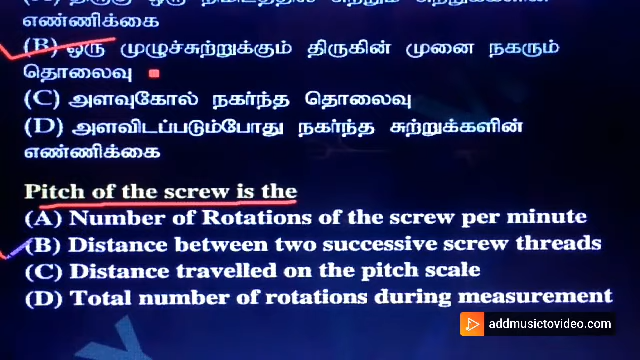 எண்ணிக்கை
(B) ஒரு முழுச்சுற்றுக்கும் திருகின் முனை நகரும்
தொலைவு
(C) அளவுகோல் நகர்ந்த தொலைவு
(D) அளவிடப்படும்போது நகர்ந்த சுற்றுக்களின்
எண்ணிக்கை
Pitch of the screw is the
(A) Number of Rotations of the screw per minute
(B) Distance between two successive screw threads
(C) Distance travelled on the pitch scale
(D) Total number of rotations during measurement
addmusictovideo.com